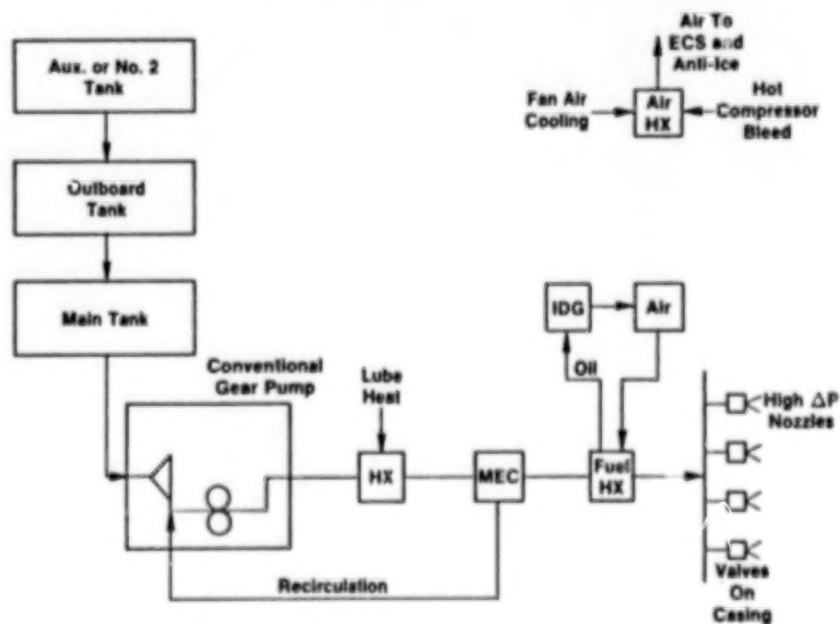 Aux. or No. 2
Tank
Outboard
Tank
Main Tank
Conventional
Gear Pump
Lube
Heat
HX
MEC
Recirculation
Air To
ECS and
Anti-Ice
Fan Air
Cooling
Air
HX
Hot
Compressor
Bleed
IDG
Air
Oil
Fuel
HX
High ΔP
Nozzles
Valves
On
Casing